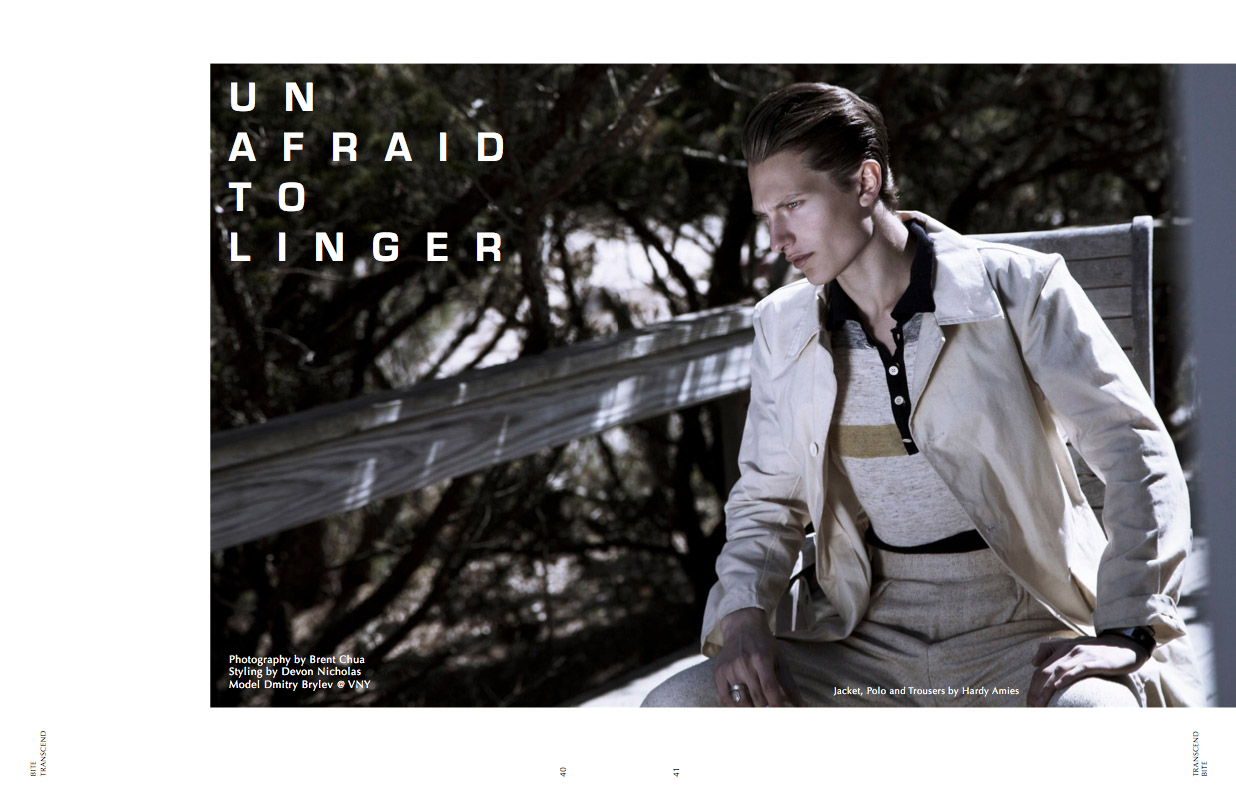 UN
AFRAID
TO
LINGER
Photography by Brent Chua
Styling by Devon Nicholas
Model Dmitry Brylev @ VNY
Jacket, Polo and Trousers by Hardy Amies
BITE
TRANSCEND
40
41
TRANSCEND
BITE